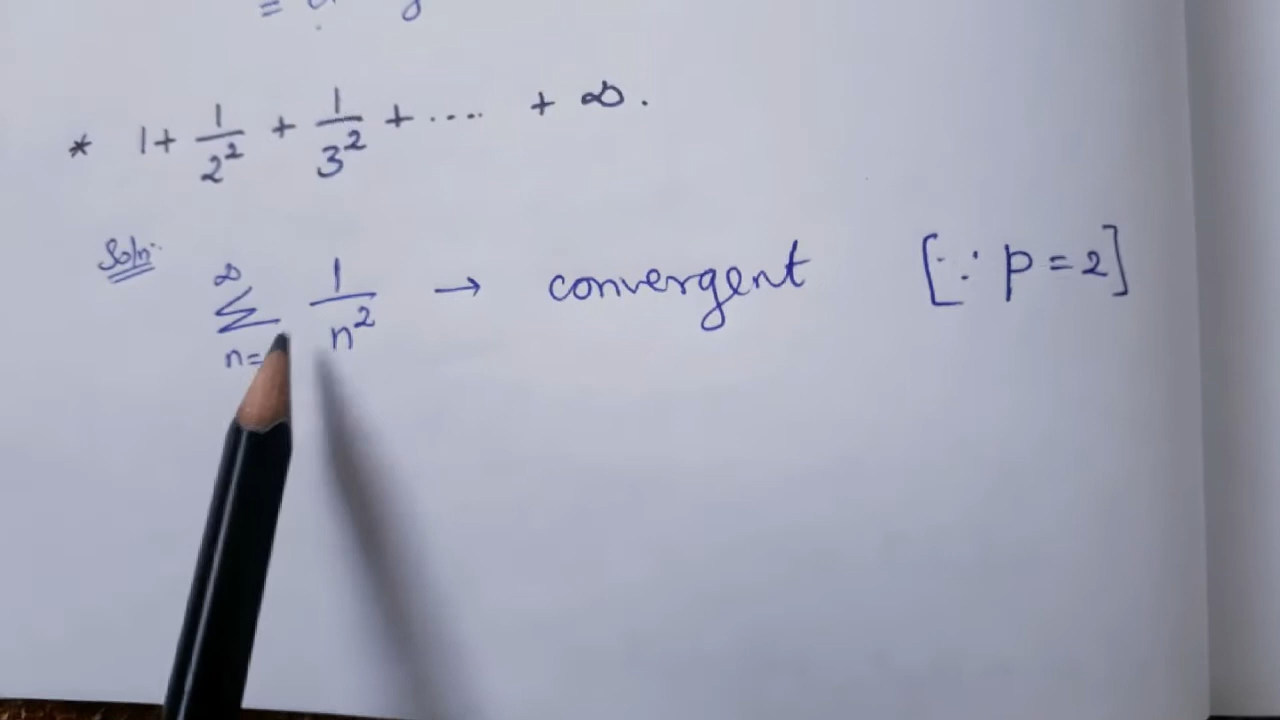 * 1 + 1/2² + 1/3² + .... + ∞.
Soln:
∞ Σ n= 1/n² → convergent [∵ p = 2]